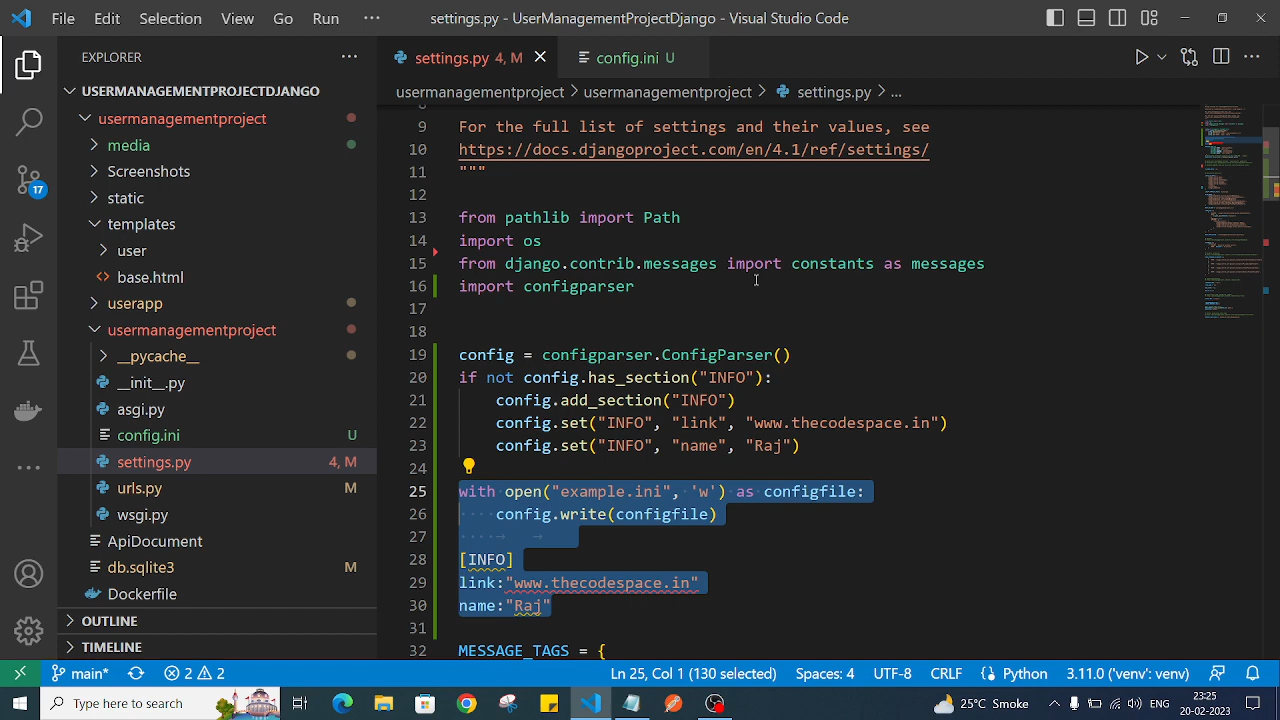 File Edit Selection View Go Run ··· settings.py - UserManagementProjectDjango - Visual Studio Code
EXPLORER
USERMANAGEMENTPROJECTDJANGO
usermanagementproject
media
screenshots
static
templates
user
base.html
userapp
usermanagementproject
__pycache__
__init__.py
asgi.py
config.ini U
settings.py 4, M
urls.py M
wsgi.py
ApiDocument
db.sqlite3 M
Dockerfile
OUTLINE
TIMELINE
17
settings.py 4, M config.ini U
usermanagementproject > usermanagementproject > settings.py > ...
8
9 For the full list of settings and their values, see
10 https://docs.djangoproject.com/en/4.1/ref/settings/
11 """
12
13 from pathlib import Path
14 import os
15 from django.contrib.messages import constants as messages
16 import configparser
17
18
19 config = configparser.ConfigParser()
20 if not config.has_section("INFO"):
21 config.add_section("INFO")
22 config.set("INFO", "link", "www.thecodespace.in")
23 config.set("INFO", "name", "Raj")
24
25 with open("example.ini", 'w') as configfile:
26 config.write(configfile)
27
28 [INFO]
29 link:"www.thecodespace.in"
30 name:"Raj"
31
32 MESSAGE_TAGS = {
main* 2 2 Ln 25, Col 1 (130 selected) Spaces: 4 UTF-8 CRLF Python 3.11.0 ('venv': venv)
Type here to search 25°C Smoke ENG 23:25
20-02-2023